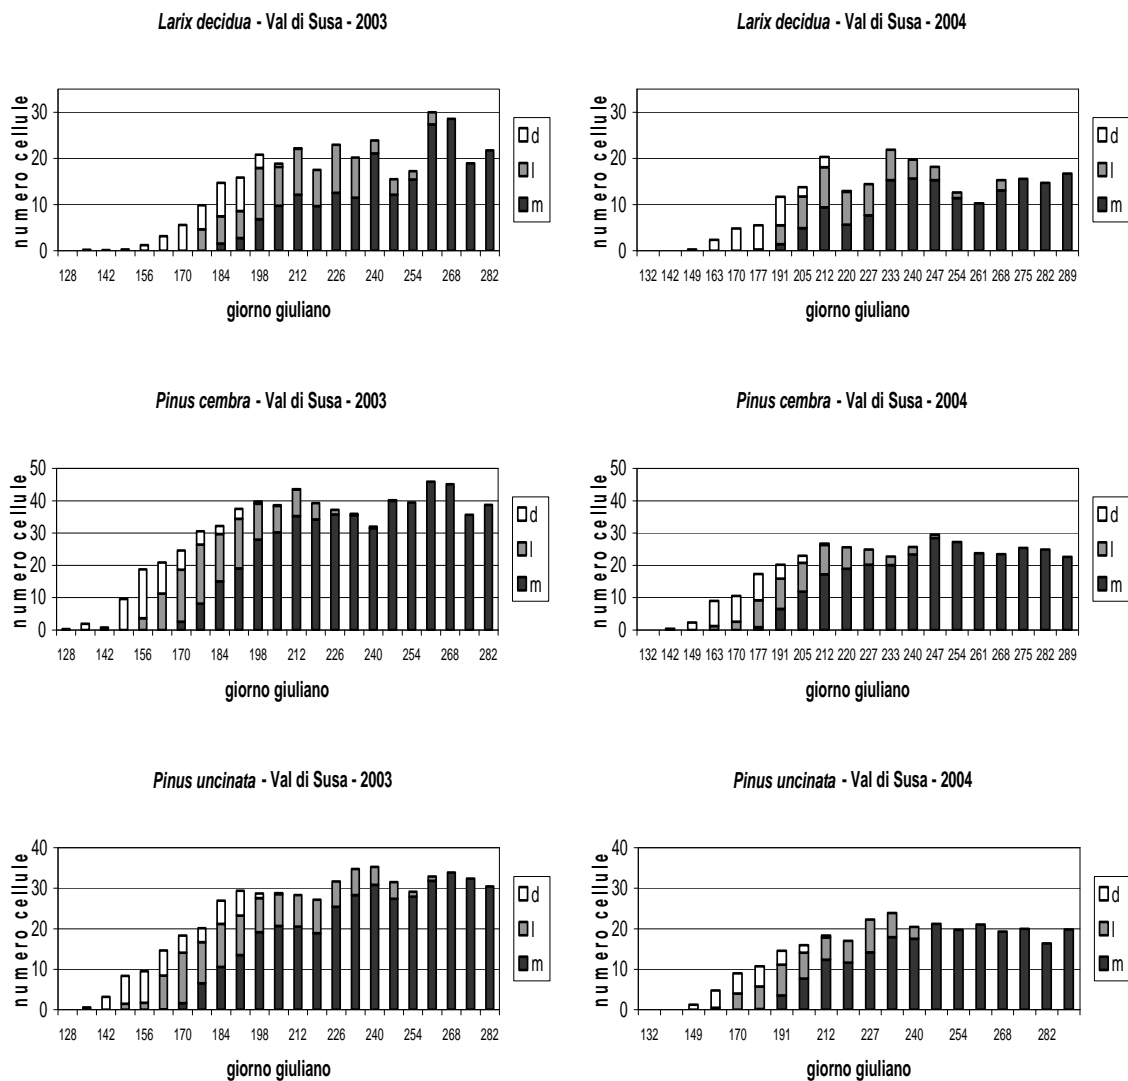 Larix decidua - Val di Susa - 2003
numero cellule
30
20
10
0
128 142 156 170 184 198 212 226 240 254 268 282
giorno giuliano
d
l
m
Larix decidua - Val di Susa - 2004
numero cellule
30
20
10
0
132 142 149 163 170 177 191 205 212 220 227 233 240 247 254 261 268 275 282 289
giorno giuliano
d
l
m
Pinus cembra - Val di Susa - 2003
numero cellule
50
40
30
20
10
0
128 142 156 170 184 198 212 226 240 254 268 282
giorno giuliano
d
l
m
Pinus cembra - Val di Susa - 2004
numero cellule
50
40
30
20
10
0
132 142 149 163 170 177 191 205 212 220 227 233 240 247 254 261 268 275 282 289
giorno giuliano
d
l
m
Pinus uncinata - Val di Susa - 2003
numero cellule
40
30
20
10
0
128 142 156 170 184 198 212 226 240 254 268 282
giorno giuliano
d
l
m
Pinus uncinata - Val di Susa - 2004
numero cellule
40
30
20
10
0
132 149 170 191 212 227 240 254 268 282
giorno giuliano
d
l
m